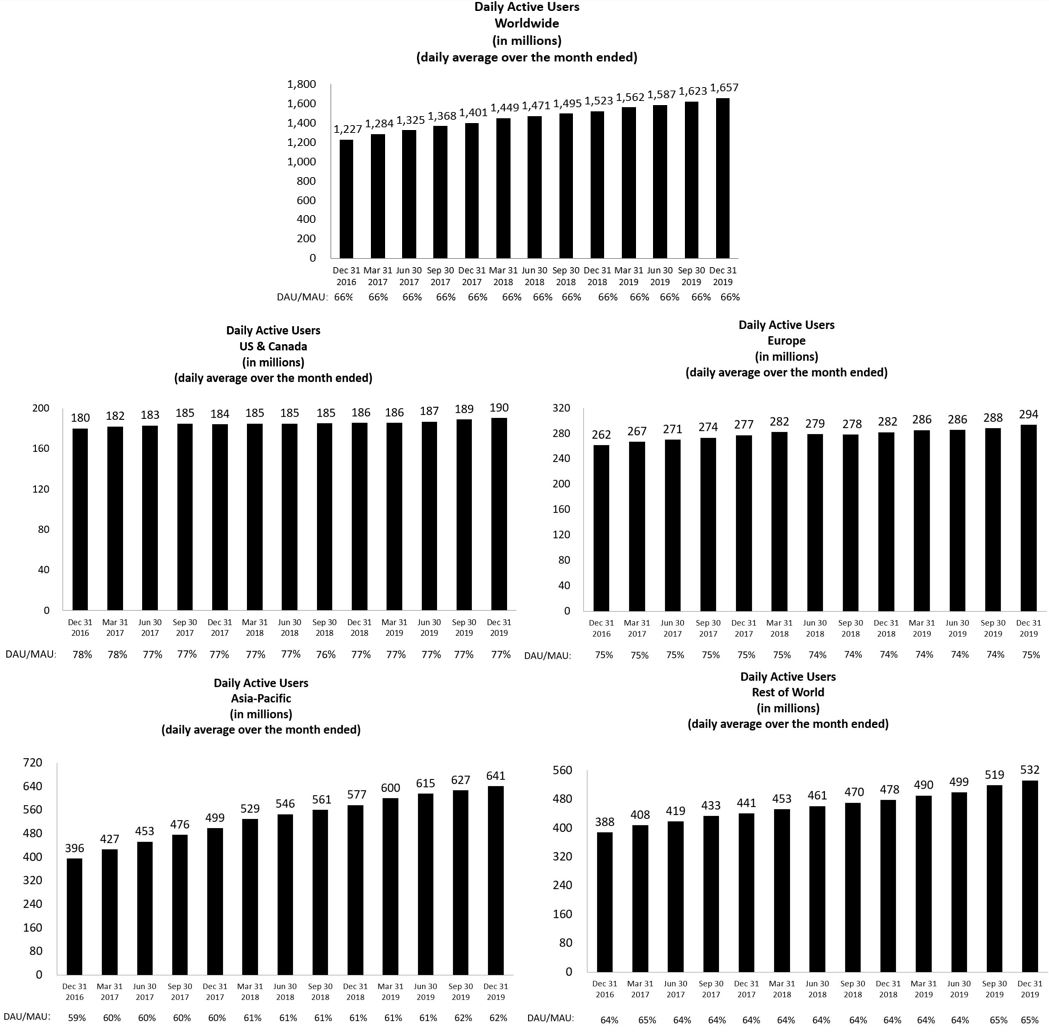 Daily Active Users
Worldwide
(in millions)
(daily average over the month ended)
1,800
1,600
1,400
1,200
1,000
800
600
400
200
0
1,227 1,284 1,325 1,368 1,401 1,449 1,471 1,495 1,523 1,562 1,587 1,623 1,657
Dec 31 Mar 31 Jun 30 Sep 30 Dec 31 Mar 31 Jun 30 Sep 30 Dec 31 Mar 31 Jun 30 Sep 30 Dec 31
2016 2017 2017 2017 2017 2018 2018 2018 2018 2019 2019 2019 2019
DAU/MAU: 66% 66% 66% 66% 66% 66% 66% 66% 66% 66% 66% 66% 66%
Daily Active Users
US & Canada
(in millions)
(daily average over the month ended)
200
160
120
80
40
0
180 182 183 185 184 185 185 185 186 186 187 189 190
Dec 31 Mar 31 Jun 30 Sep 30 Dec 31 Mar 31 Jun 30 Sep 30 Dec 31 Mar 31 Jun 30 Sep 30 Dec 31
2016 2017 2017 2017 2017 2018 2018 2018 2018 2019 2019 2019 2019
DAU/MAU: 78% 78% 77% 77% 77% 77% 77% 76% 77% 77% 77% 77% 77%
Daily Active Users
Europe
(in millions)
(daily average over the month ended)
320
280
240
200
160
120
80
40
0
262 267 271 274 277 282 279 278 282 286 286 288 294
Dec 31 Mar 31 Jun 30 Sep 30 Dec 31 Mar 31 Jun 30 Sep 30 Dec 31 Mar 31 Jun 30 Sep 30 Dec 31
2016 2017 2017 2017 2017 2018 2018 2018 2018 2019 2019 2019 2019
DAU/MAU: 75% 75% 75% 75% 75% 75% 74% 74% 74% 74% 74% 74% 75%
Daily Active Users
Asia-Pacific
(in millions)
(daily average over the month ended)
720
640
560
480
400
320
240
160
80
0
396 427 453 476 499 529 546 561 577 600 615 627 641
Dec 31 Mar 31 Jun 30 Sep 30 Dec 31 Mar 31 Jun 30 Sep 30 Dec 31 Mar 31 Jun 30 Sep 30 Dec 31
2016 2017 2017 2017 2017 2018 2018 2018 2018 2019 2019 2019 2019
DAU/MAU: 59% 60% 60% 60% 60% 61% 61% 61% 61% 61% 61% 62% 62%
Daily Active Users
Rest of World
(in millions)
(daily average over the month ended)
560
480
400
320
240
160
80
0
388 408 419 433 441 453 461 470 478 490 499 519 532
Dec 31 Mar 31 Jun 30 Sep 30 Dec 31 Mar 31 Jun 30 Sep 30 Dec 31 Mar 31 Jun 30 Sep 30 Dec 31
2016 2017 2017 2017 2017 2018 2018 2018 2018 2019 2019 2019 2019
DAU/MAU: 64% 65% 64% 64% 64% 64% 64% 64% 64% 64% 64% 65% 65%